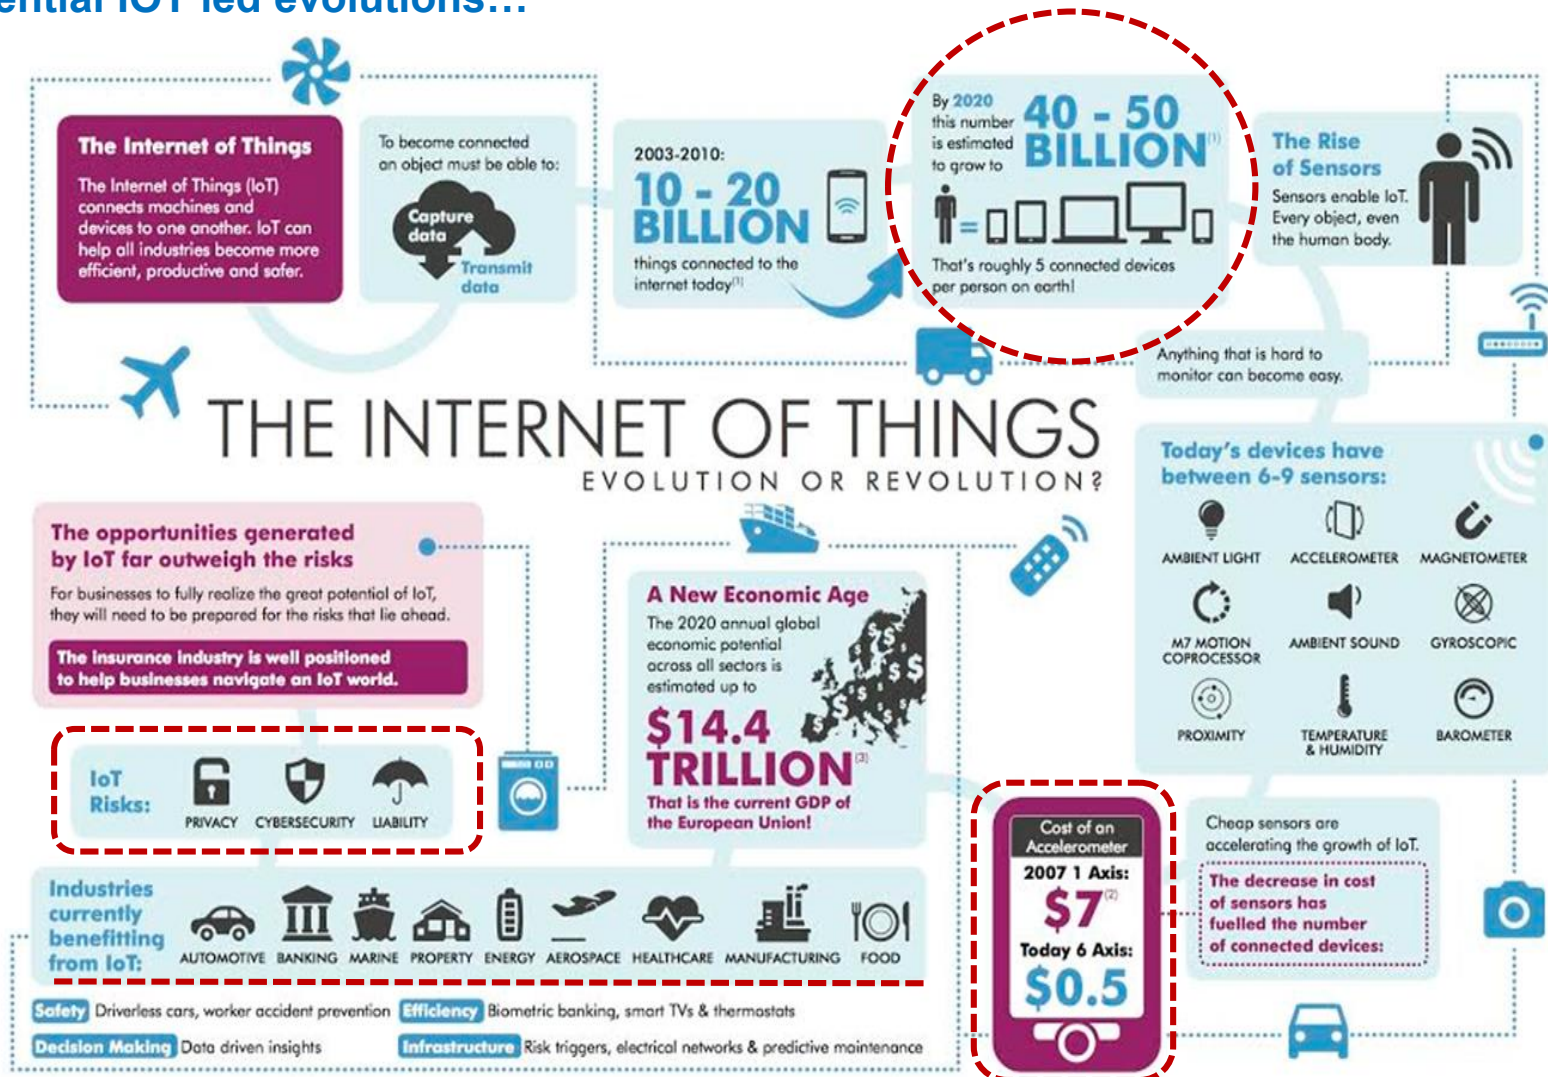 ential IOT led evolutions...
The Internet of Things
The Internet of Things (IoT)
connects machines and
devices to one another. IoT can
help all industries become more
efficient, productive and safer.
To become connected
an object must be able to:
Capture
data
Transmit
data
2003-2010:
10 - 20
BILLION
things connected to the
internet today(1)
By 2020
this number
is estimated
to grow to
40 - 50
BILLION(1)
=
That's roughly 5 connected devices
per person on earth!
The Rise
of Sensors
Sensors enable IoT.
Every object, even
the human body.
Anything that is hard to
monitor can become easy.
THE INTERNET OF THINGS
EVOLUTION OR REVOLUTION?
Today's devices have
between 6-9 sensors:
AMBIENT LIGHT
ACCELEROMETER
MAGNETOMETER
M7 MOTION
COPROCESSOR
AMBIENT SOUND
GYROSCOPIC
PROXIMITY
TEMPERATURE
& HUMIDITY
BAROMETER
The opportunities generated
by IoT far outweigh the risks
For businesses to fully realize the great potential of IoT,
they will need to be prepared for the risks that lie ahead.
The insurance industry is well positioned
to help businesses navigate an IoT world.
A New Economic Age
The 2020 annual global
economic potential
across all sectors is
estimated up to
$14.4
TRILLION(3)
That is the current GDP of
the European Union!
IoT
Risks:
PRIVACY
CYBERSECURITY
LIABILITY
Cost of an
Accelerometer
2007 1 Axis:
$7(2)
Today 6 Axis:
$0.5
Cheap sensors are
accelerating the growth of IoT.
The decrease in cost
of sensors has
fuelled the number
of connected devices:
Industries
currently
benefitting
from IoT:
AUTOMOTIVE
BANKING
MARINE
PROPERTY
ENERGY
AEROSPACE
HEALTHCARE
MANUFACTURING
FOOD
Safety Driverless cars, worker accident prevention
Efficiency Biometric banking, smart TVs & thermostats
Decision Making Data driven insights
Infrastructure Risk triggers, electrical networks & predictive maintenance